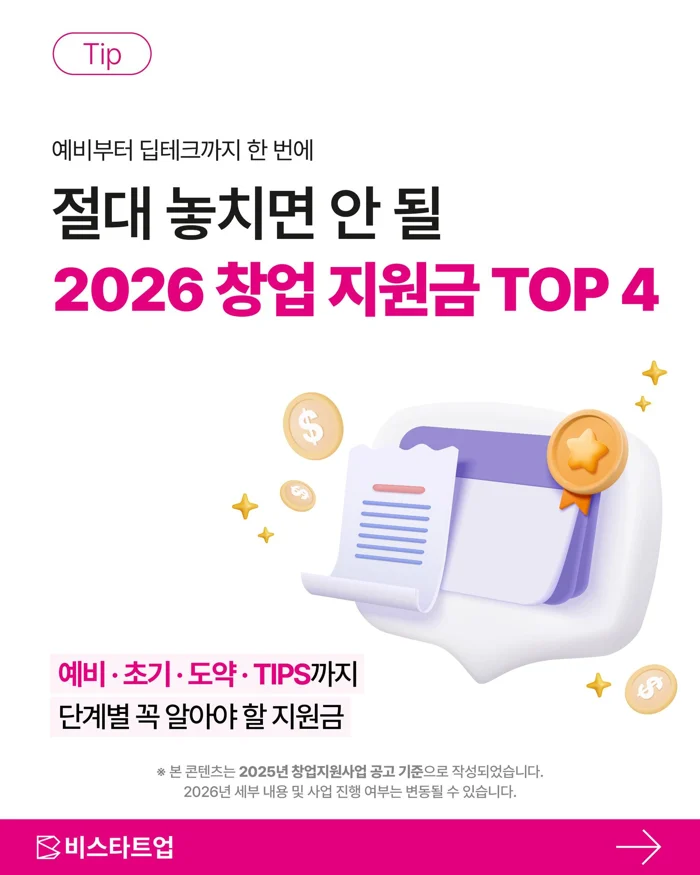 Tip
예비부터 딥테크까지 한 번에
절대 놓치면 안 될
2026 창업 지원금 TOP 4
예비·초기·도약·TIPS까지
단계별 꼭 알아야 할 지원금
※ 본 콘텐츠는 2025년 창업지원사업 공고 기준으로 작성되었습니다.
2026년 세부 내용 및 사업 진행 여부는 변동될 수 있습니다.
비스타트업